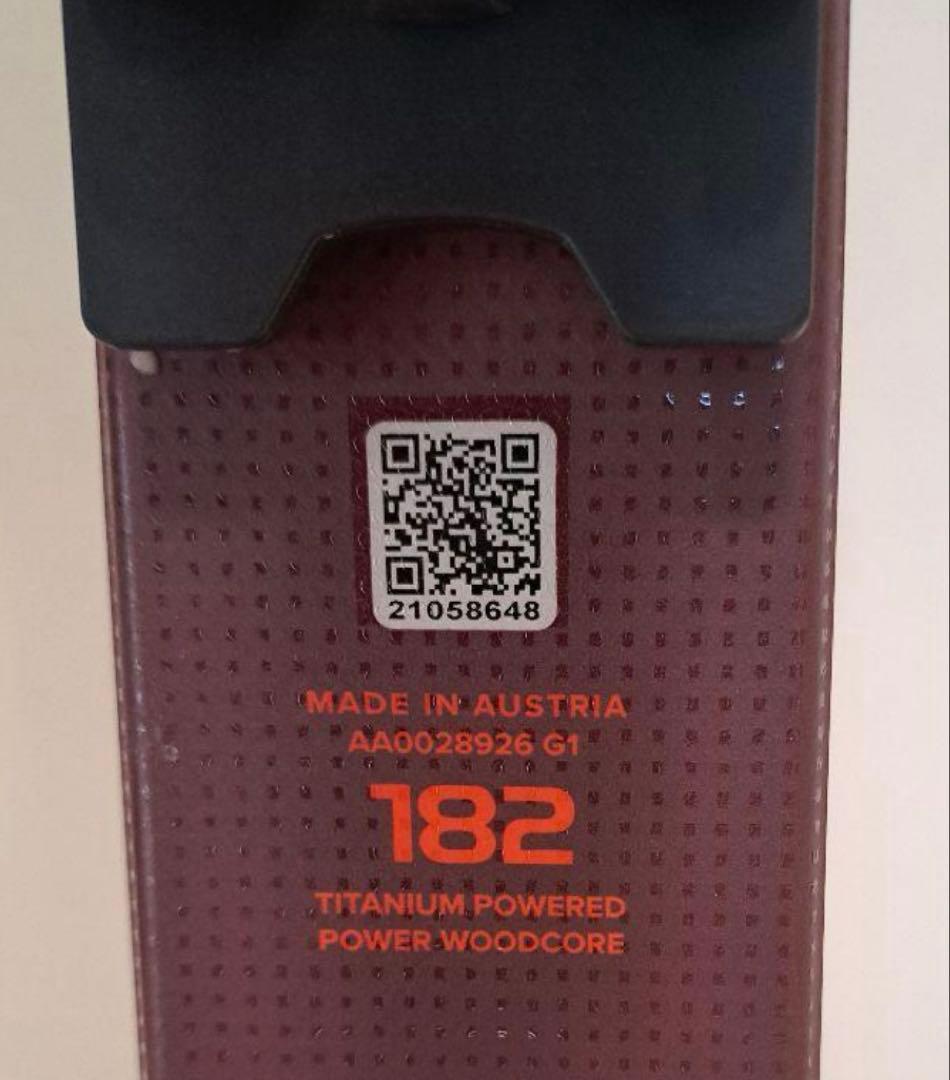 21058648
MADE IN AUSTRIA
AA0028926 G1
182
TITANIUM POWERED
POWER WOODCORE